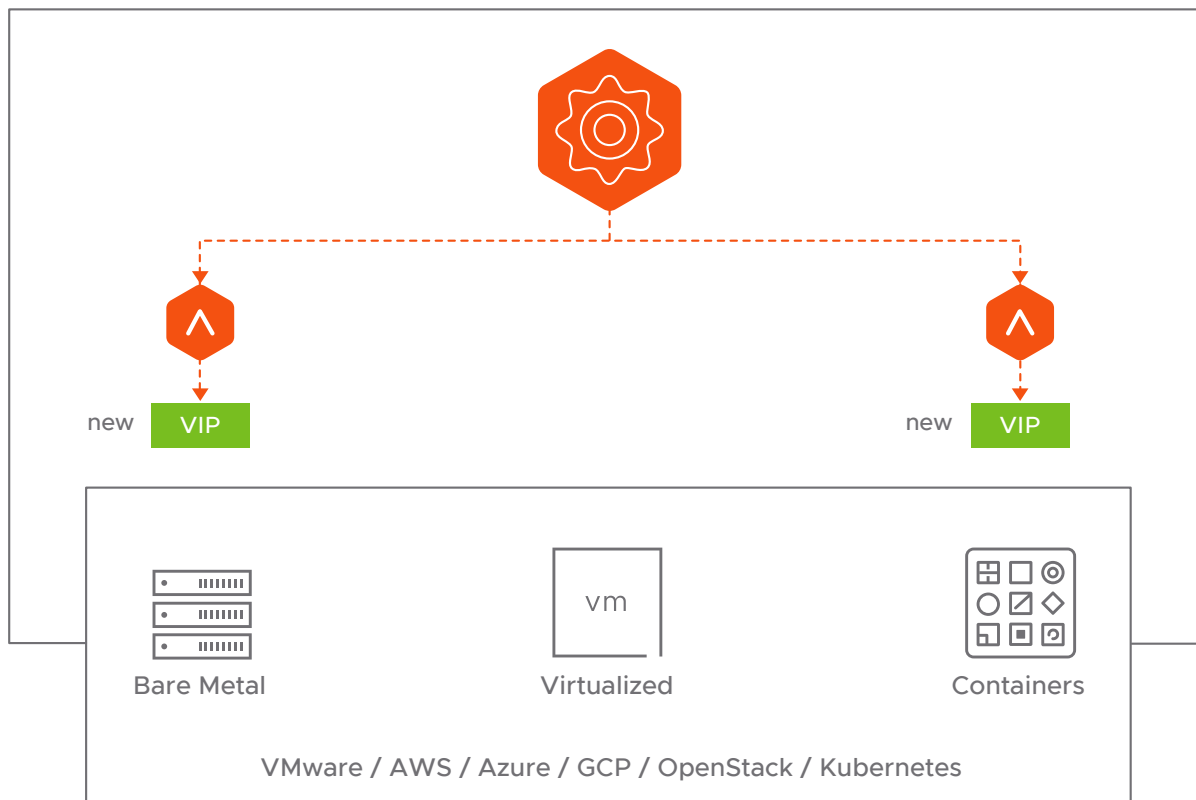 new VIP
new VIP
vm
Bare Metal
Virtualized
Containers
VMware / AWS / Azure / GCP / OpenStack / Kubernetes